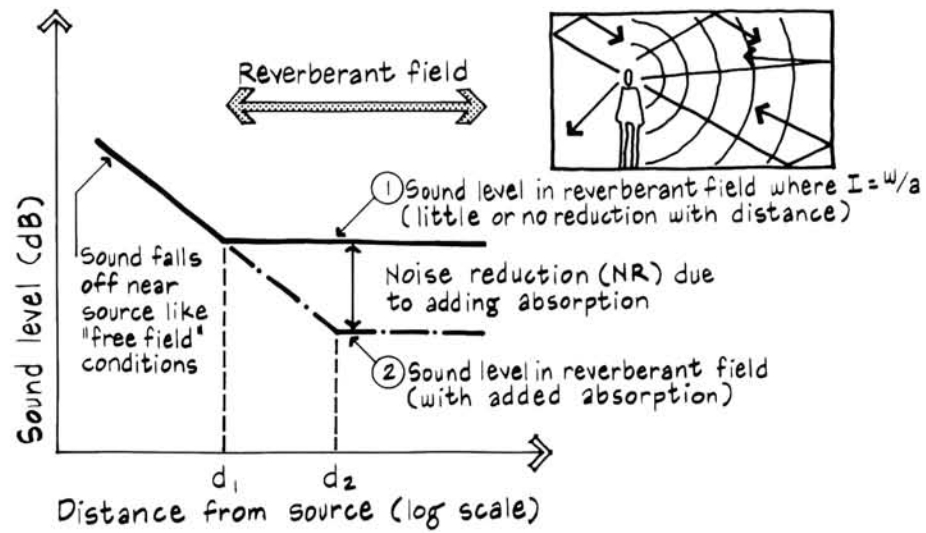 Reverberant field
① Sound level in reverberant field where I = W/a
(little or no reduction with distance)
Sound falls
off near
source like
"free field"
conditions
Noise reduction (NR) due
to adding absorption
② Sound level in reverberant field
(with added absorption)
Sound level (dB)
d₁ d₂
Distance from source (log scale)